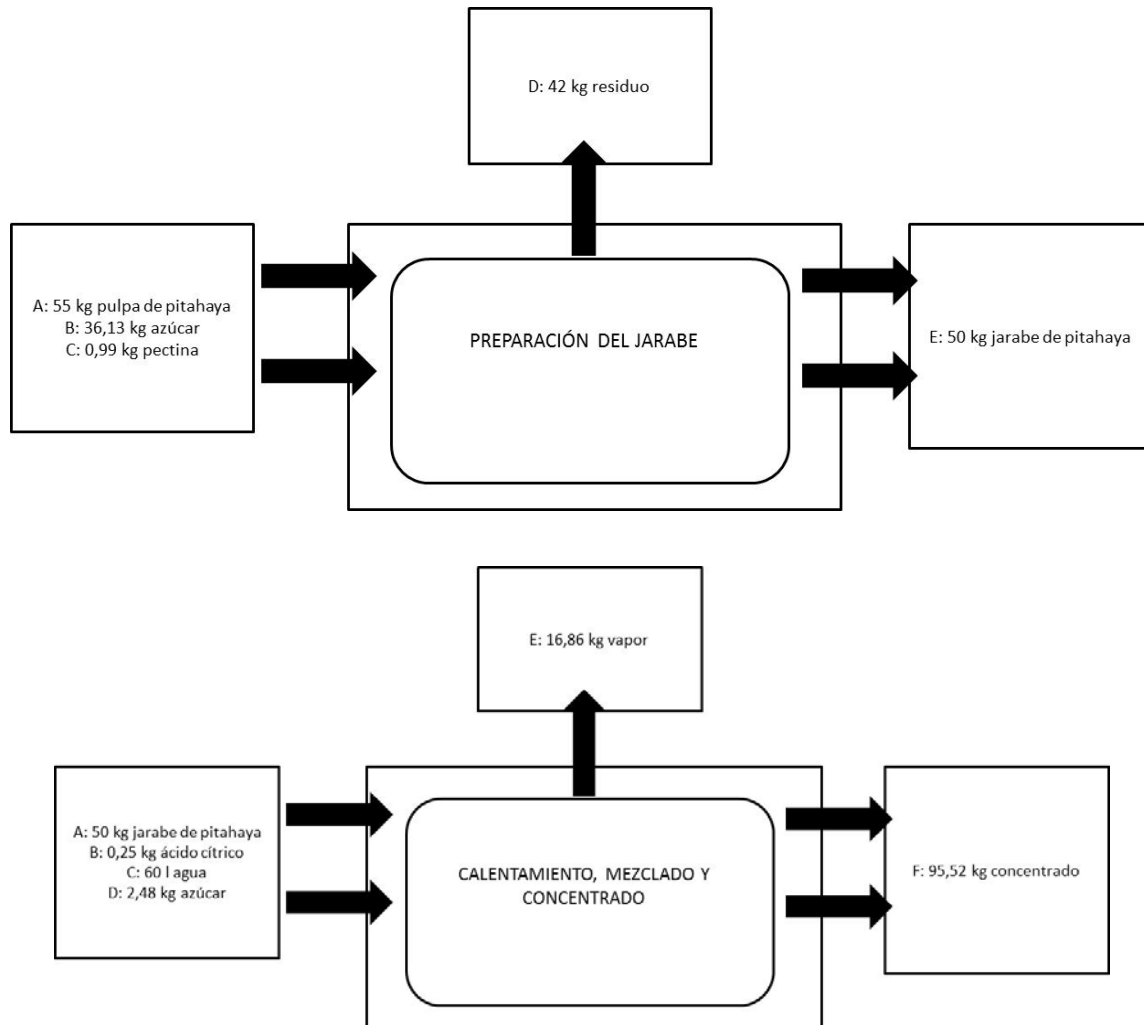 D: 42 kg residuo
A: 55 kg pulpa de pitahaya
B: 36,13 kg azúcar
C: 0,99 kg pectina
PREPARACIÓN DEL JARABE
E: 50 kg jarabe de pitahaya
E: 16,86 kg vapor
A: 50 kg jarabe de pitahaya
B: 0,25 kg ácido cítrico
C: 60 l agua
D: 2,48 kg azúcar
CALENTAMIENTO, MEZCLADO Y
CONCENTRADO
F: 95,52 kg concentrado